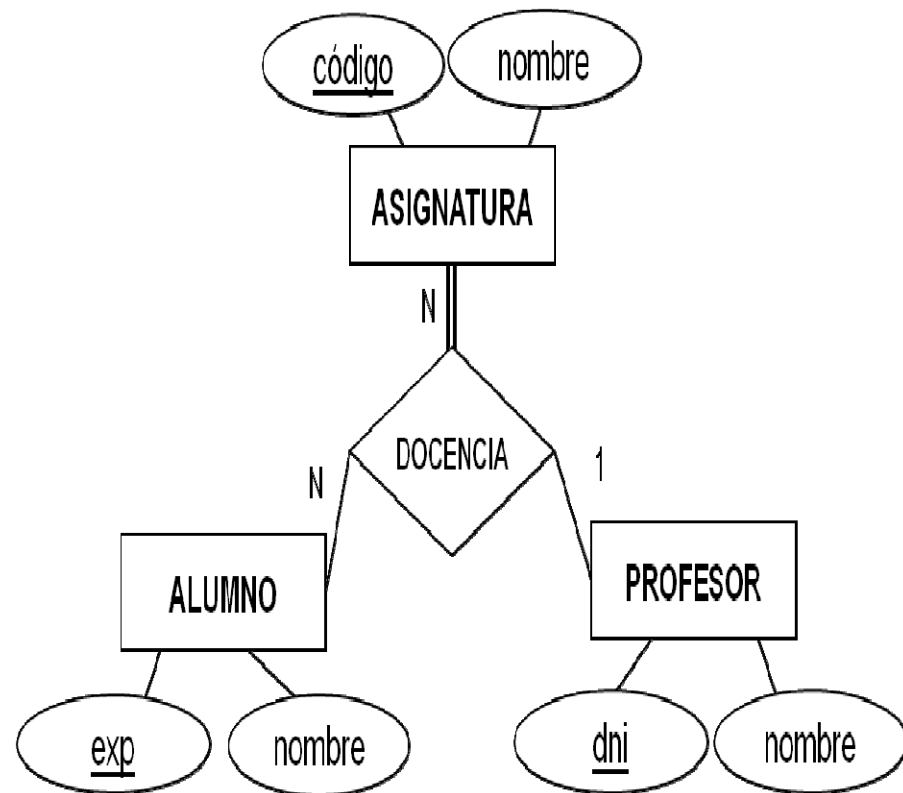 código
nombre
ASIGNATURA
N
DOCENCIA
N
1
ALUMNO
PROFESOR
exp
nombre
dni
nombre